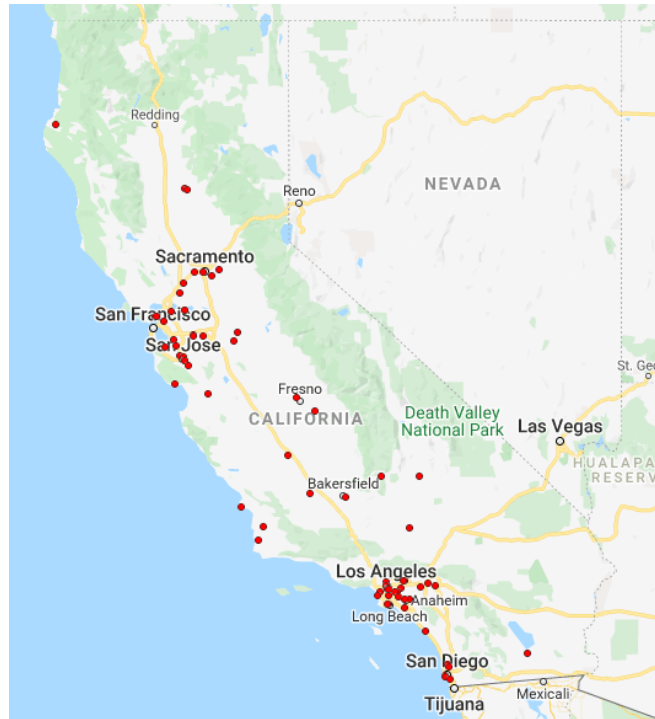 Redding
Reno
NEVADA
Sacramento
San Francisco
San Jose
St. Geo
Fresno
CALIFORNIA
Death Valley
National Park
Las Vegas
HUALAPA
RESERV
Bakersfield
Los Angeles
Anaheim
Long Beach
San Diego
Tijuana
Mexicali